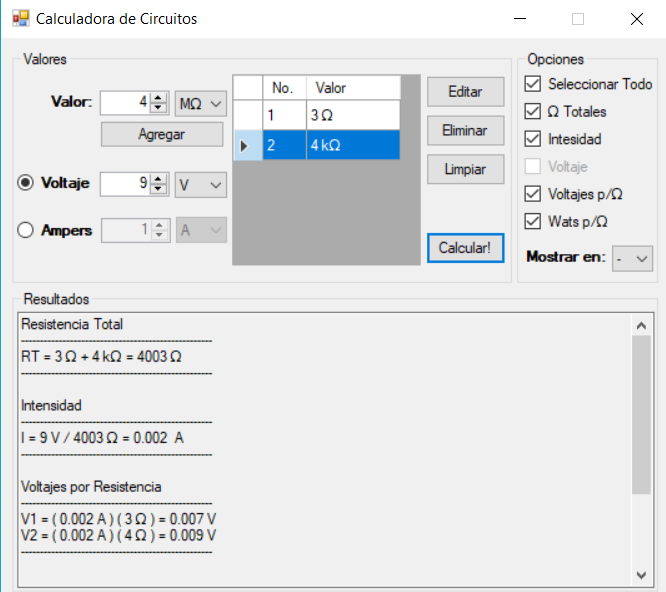 Calculadora de Circuitos
Valores
Valor:
4
MΩ
Agregar
Voltaje
9
V
Ampers
1
A
No.
Valor
1
3 Ω
2
4 kΩ
Editar
Eliminar
Limpiar
Calcular!
Opciones
Seleccionar Todo
Ω Totales
Intesidad
Voltaje
Voltajes p/Ω
Wats p/Ω
Mostrar en: -
Resultados
Resistencia Total
------------------------------------------------
RT = 3 Ω + 4 kΩ = 4003 Ω
------------------------------------------------
Intensidad
------------------------------------------------
I = 9 V / 4003 Ω = 0.002  A
------------------------------------------------
Voltajes por Resistencia
------------------------------------------------
V1 = ( 0.002 A ) ( 3 Ω ) = 0.007 V
V2 = ( 0.002 A ) ( 4 Ω ) = 0.009 V
------------------------------------------------